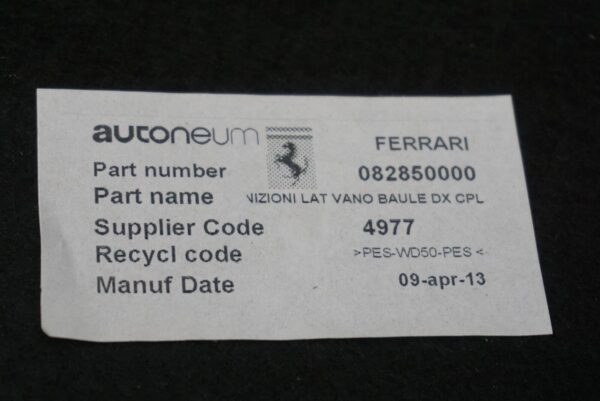 autoneum FERRARI
Part number 082850000
Part name NIZIONI LAT VANO BAULE DX CPL
Supplier Code 4977
Recycl code >PES-WD50-PES<
Manuf Date 09-apr-13